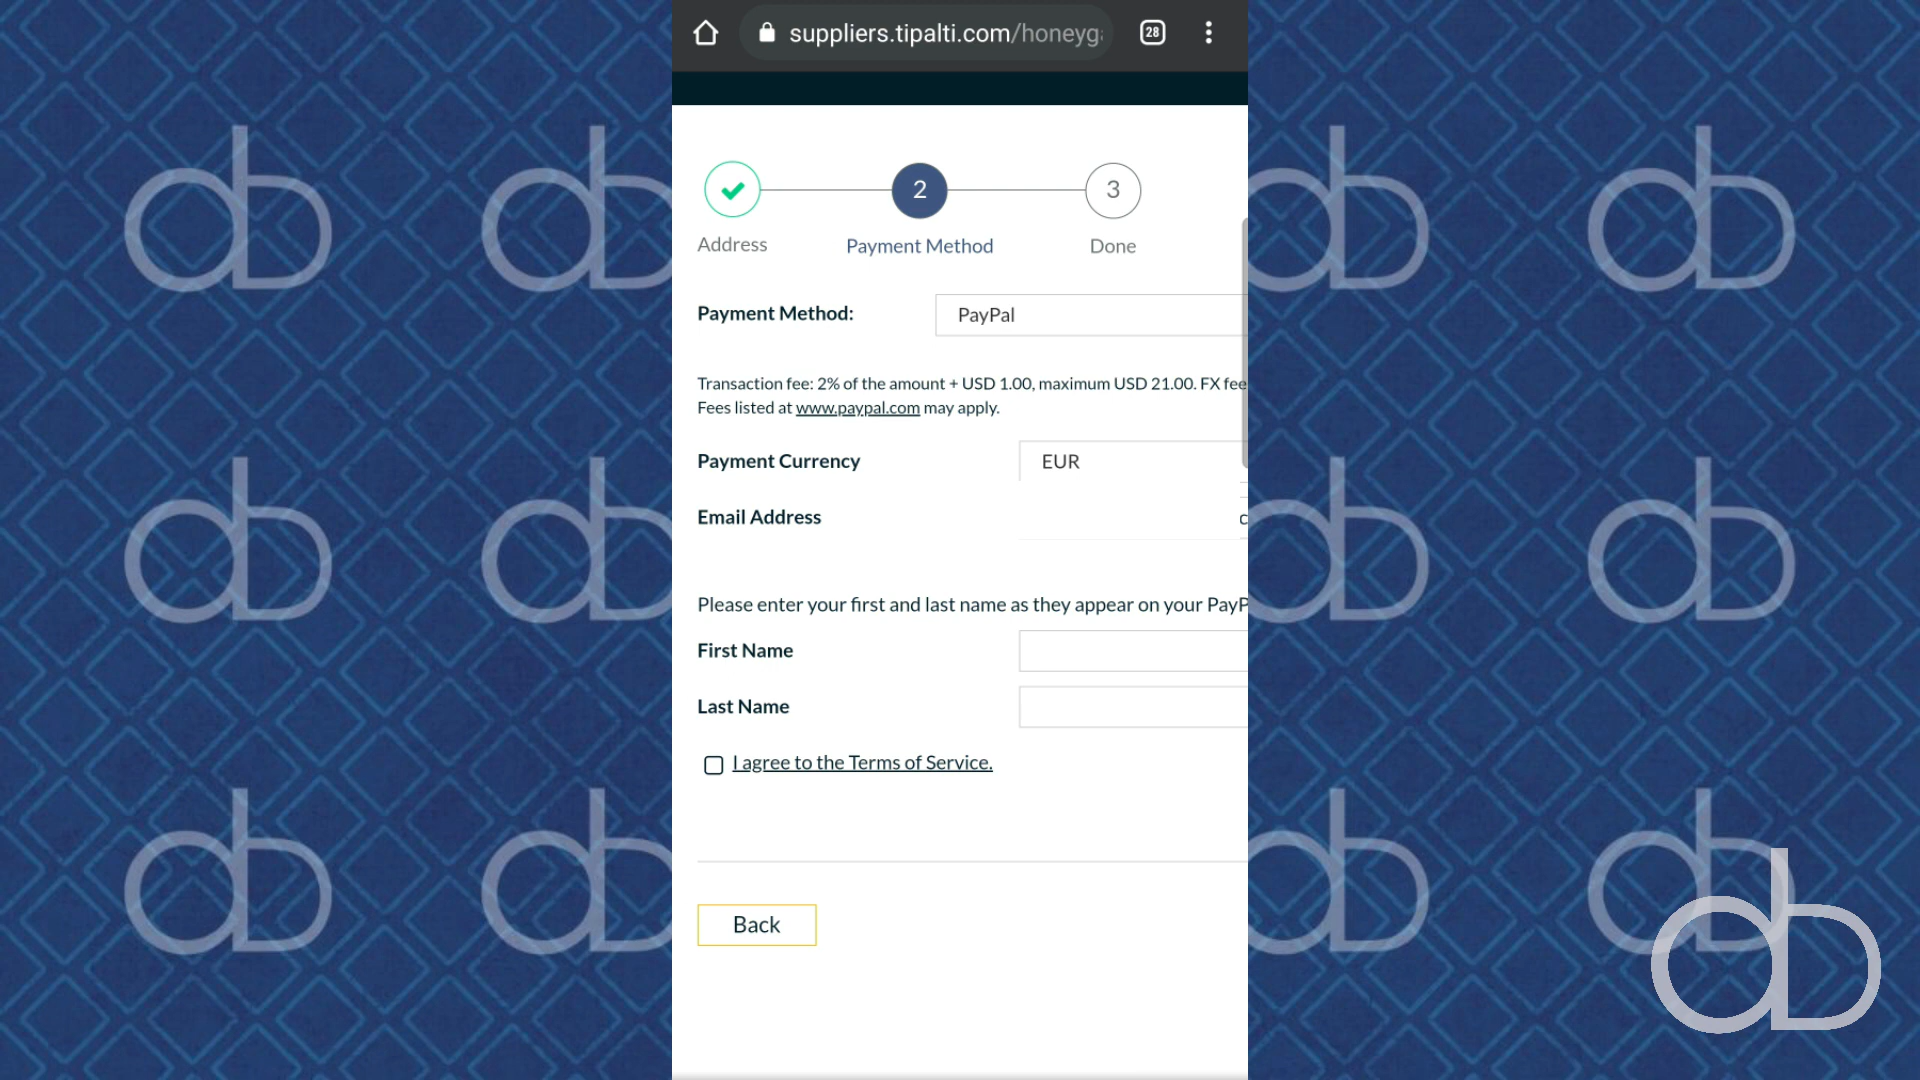 suppliers.tipalti.com/honeyg
28
2
3
Address
Payment Method
Done
Payment Method:
PayPal
Transaction fee: 2% of the amount + USD 1.00, maximum USD 21.00. FX fee
Fees listed at www.paypal.com may apply.
Payment Currency
EUR
Email Address
c
Please enter your first and last name as they appear on your PayP
First Name
Last Name
I agree to the Terms of Service.
Back